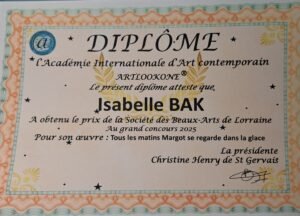 DIPLÔME
l'Académie Internationale d'Art contemporain
ARTLOOKONE®
Le présent diplôme atteste que
Isabelle BAK
A obtenu le prix de la Société des Beaux-Arts de Lorraine
Au grand concours 2025
Pour son œuvre : Tous les matins Margot se regarde dans la glace
La présidente
Christine Henry de St Gervais